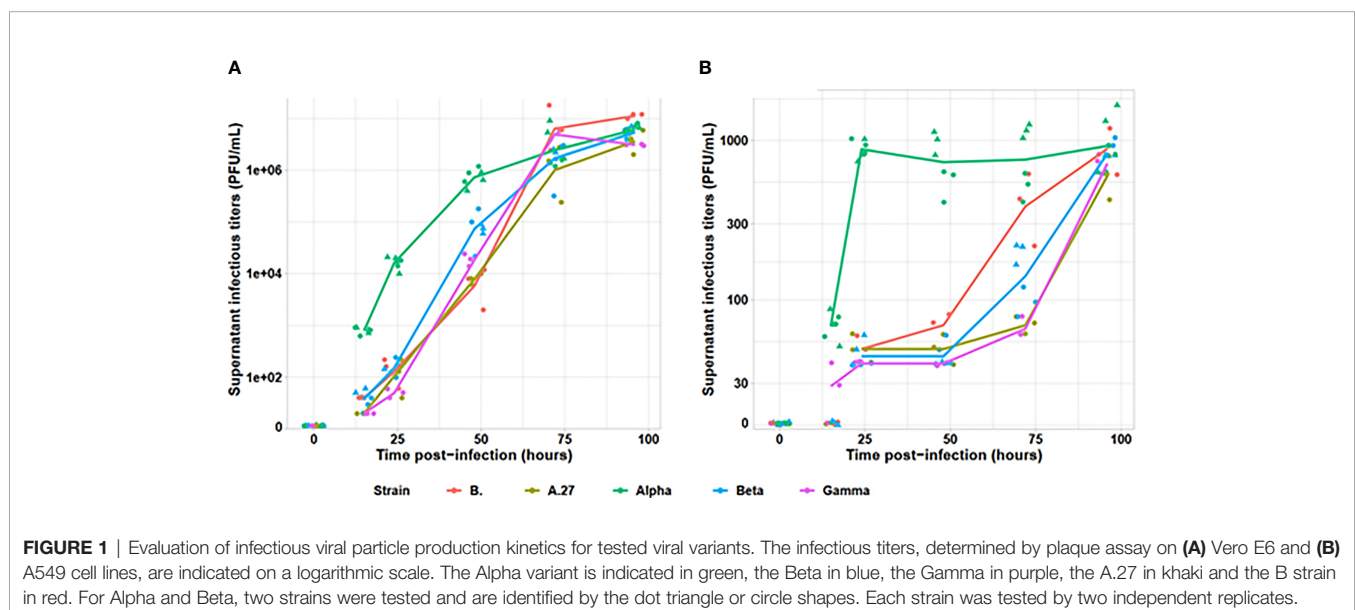 A
B
Supernatant infectious titers (PFU/mL)
1e+06
1e+04
1e+02
0
0 25 50 75 100
Time post−infection (hours)
Supernatant infectious titers (PFU/mL)
1000
300
100
30
0
0 25 50 75 100
Time post−infection (hours)
Strain B. A.27 Alpha Beta Gamma
FIGURE 1 | Evaluation of infectious viral particle production kinetics for tested viral variants. The infectious titers, determined by plaque assay on (A) Vero E6 and (B)
A549 cell lines, are indicated on a logarithmic scale. The Alpha variant is indicated in green, the Beta in blue, the Gamma in purple, the A.27 in khaki and the B strain
in red. For Alpha and Beta, two strains were tested and are identified by the dot triangle or circle shapes. Each strain was tested by two independent replicates.